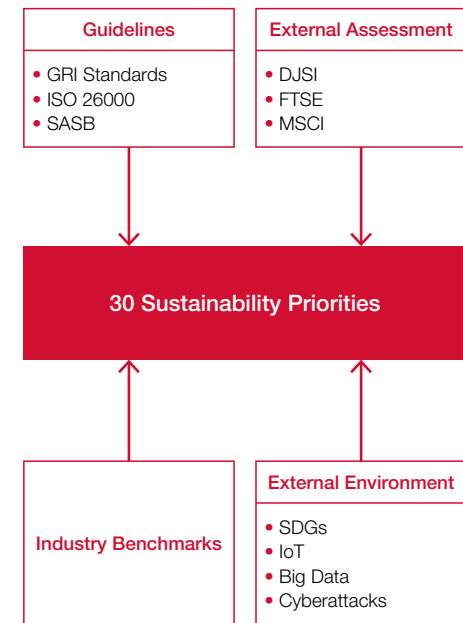 Guidelines
• GRI Standards
• ISO 26000
• SASB
External Assessment
• DJSI
• FTSE
• MSCI
30 Sustainability Priorities
Industry Benchmarks
External Environment
• SDGs
• IoT
• Big Data
• Cyberattacks